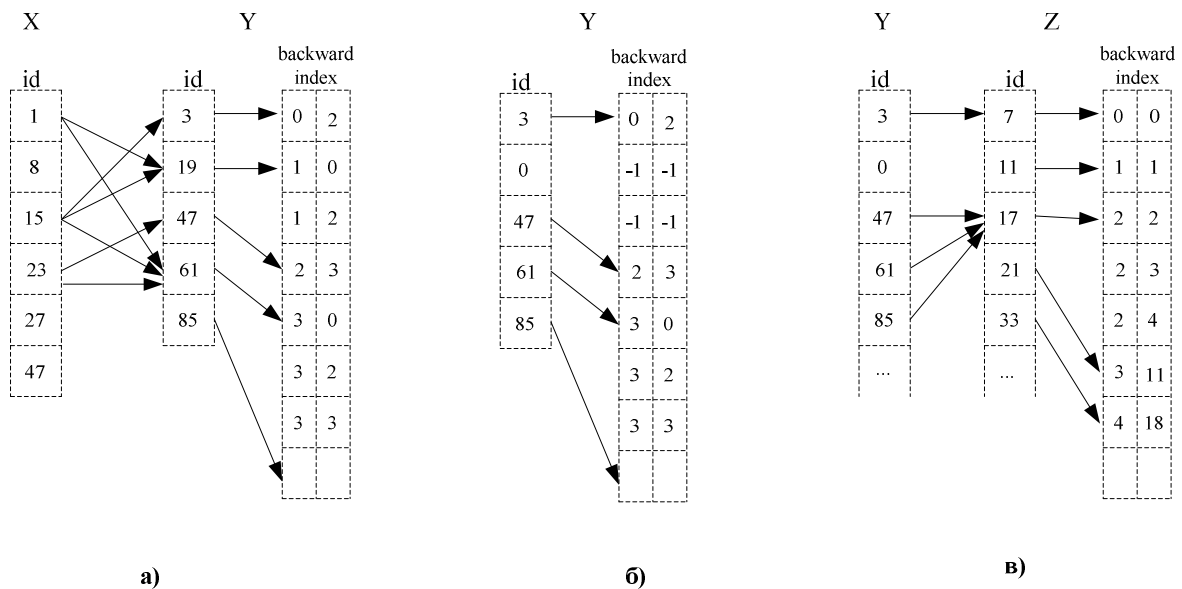 X Y Y Y Z
backward backward backward
index index index
id id id id id
1 3 0 2 3 0 2 3 7 0 0
8 19 1 0 0 -1 -1 0 11 1 1
15 47 1 2 47 -1 -1 47 17 2 2
23 61 2 3 61 2 3 61 21 2 3
27 85 3 0 85 3 0 85 33 2 4
47 3 2 3 2 ... ... 3 11
3 3 3 3 4 18
а) б) в)